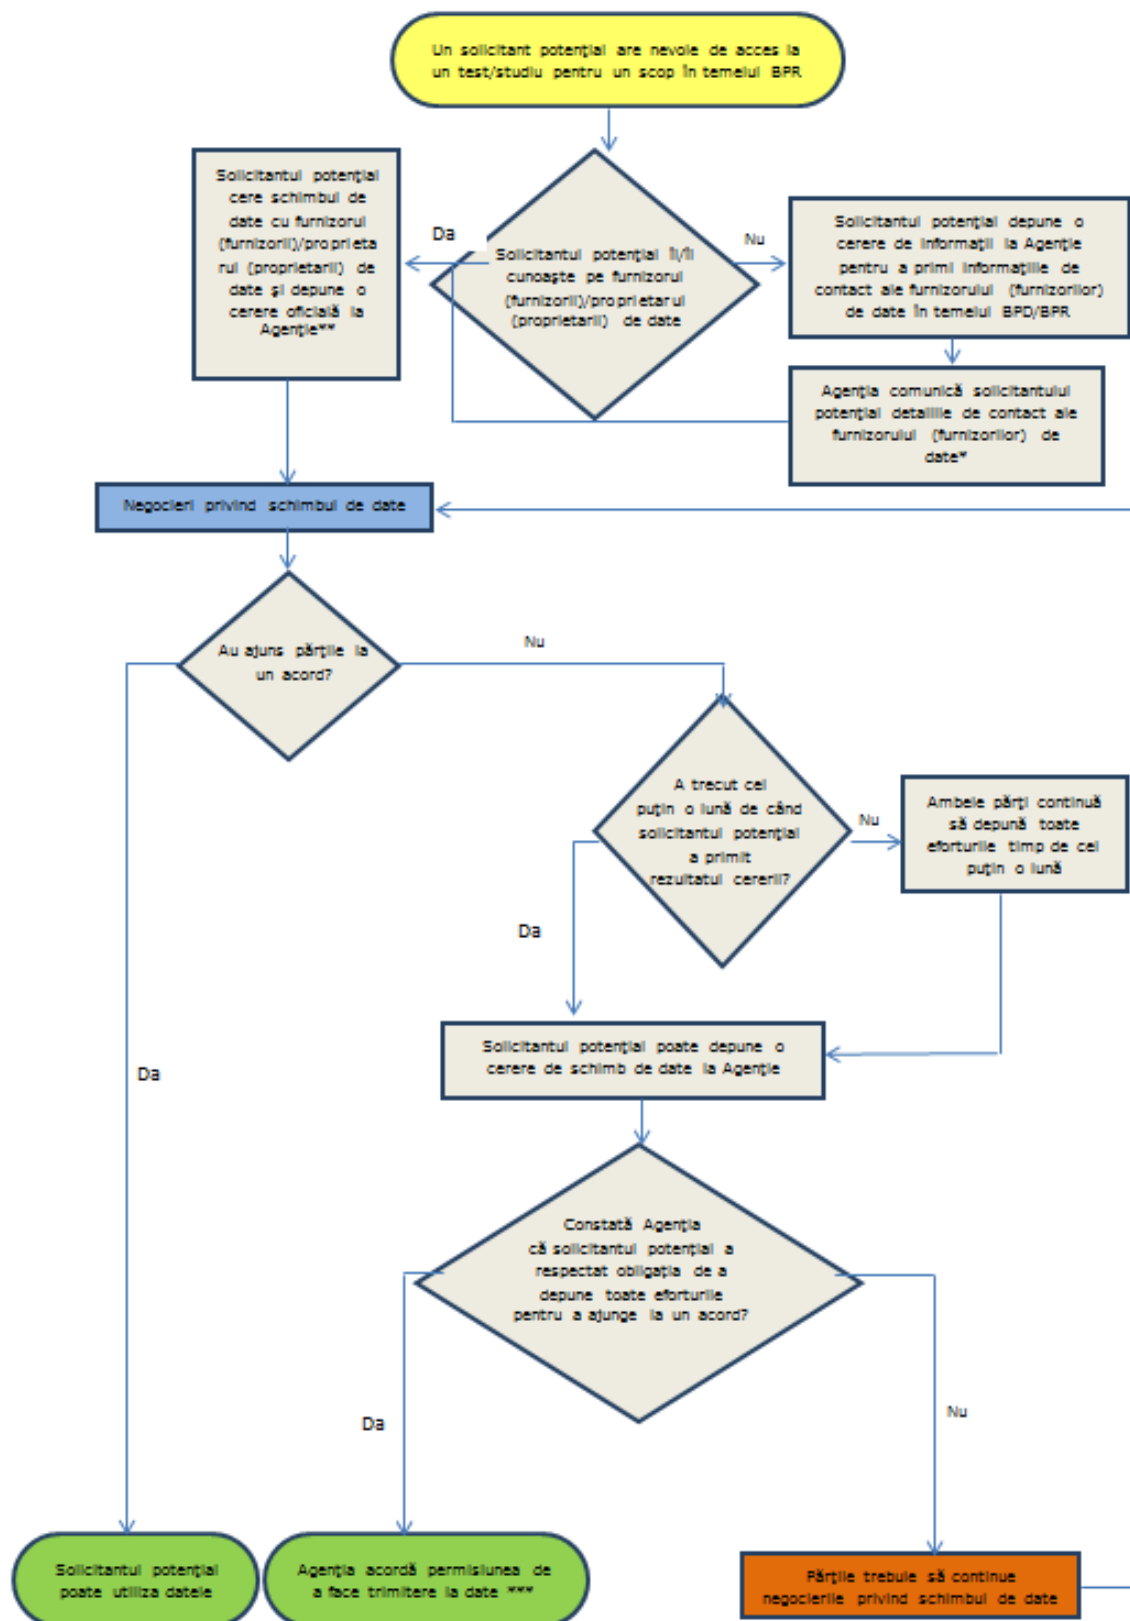 Un solicitant potențial are nevoie de acces la
un test/studiu pentru un scop în temeiul BPR
Solicitantul potențial
cere schimbul de
date cu furnizorul
(furnizorii)/proprieta
rul (proprietarii) de
date și depune o
cerere oficială la
Agenție**
Da
Solicitantul potențial îl/îi
cunoaște pe furnizorul
(furnizorii)/proprietarul
(proprietarii) de date
Nu
Solicitantul potențial depune o
cerere de informații la Agenție
pentru a primi informațiile de
contact ale furnizorului (furnizorilor)
de date în temeiul BPD/BPR
Agenția comunică solicitantului
potențial detaliile de contact ale
furnizorului (furnizorilor) de
date*
Negocieri privind schimbul de date
Au ajuns părțile la
un acord?
Nu
A trecut cel
puțin o lună de când
solicitantul potențial
a primit
rezultatul cererii?
Nu
Ambele părți continuă
să depună toate
eforturile timp de cel
puțin o lună
Da
Solicitantul potențial poate depune o
cerere de schimb de date la Agenție
Da
Constată Agenția
că solicitantul potențial a
respectat obligația de a
depune toate eforturile
pentru a ajunge la un acord?
Da
Nu
Solicitantul potențial
poate utiliza datele
Agenția acordă permisiunea de
a face trimitere la date ***
Părțile trebuie să continue
negocierile privind schimbul de date